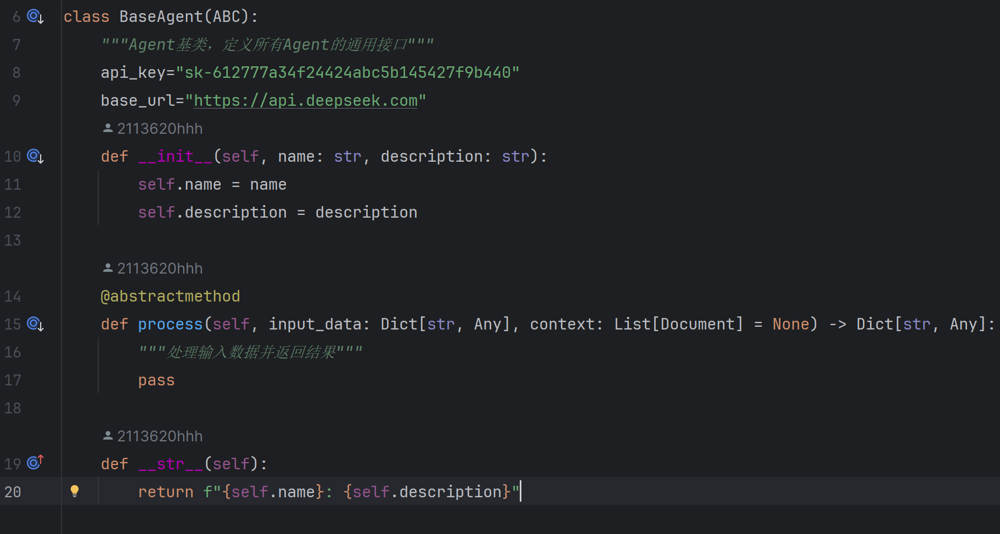 6 class BaseAgent(ABC):
7 """Agent基类，定义所有Agent的通用接口"""
8 api_key="sk-612777a34f24424abc5b145427f9b440"
9 base_url="https://api.deepseek.com"
2113620hhh
10 def __init__(self, name: str, description: str):
11 self.name = name
12 self.description = description
13
2113620hhh
14 @abstractmethod
15 def process(self, input_data: Dict[str, Any], context: List[Document] = None) -> Dict[str, Any]:
16 """处理输入数据并返回结果"""
17 pass
18
2113620hhh
19 def __str__(self):
20 return f"{self.name}: {self.description}"